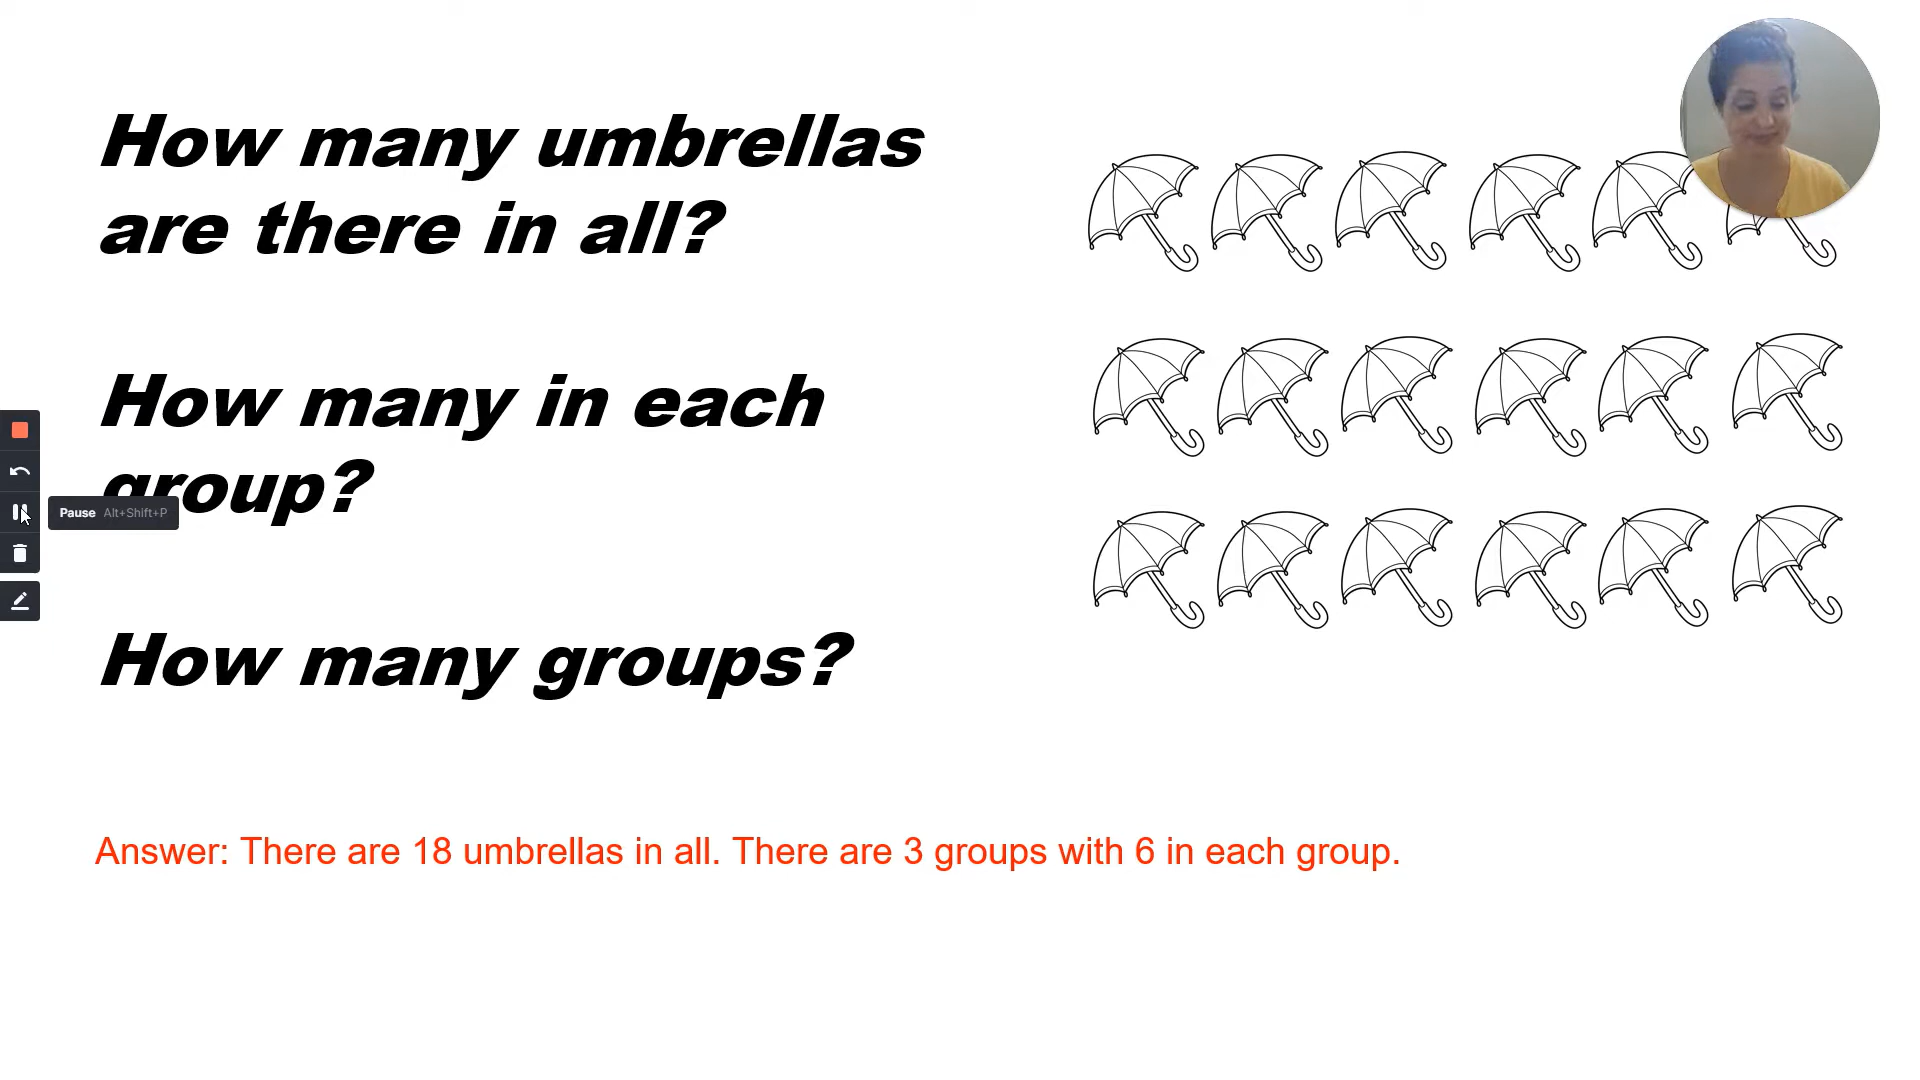 How many umbrellas
are there in all?
How many in each
group?
Pause Alt+Shift+P
How many groups?
Answer: There are 18 umbrellas in all. There are 3 groups with 6 in each group.